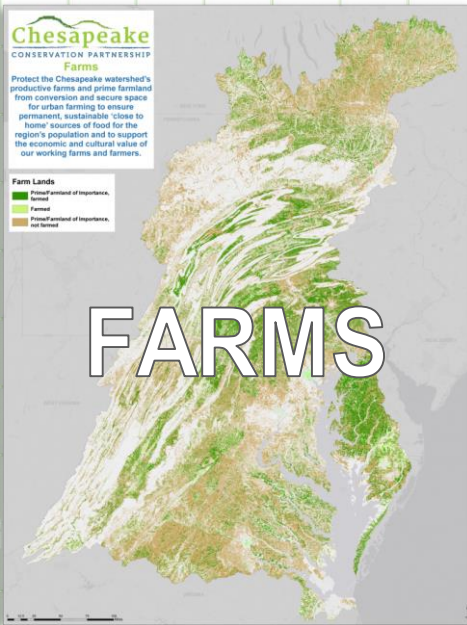 Chesapeake
CONSERVATION PARTNERSHIP
Farms
Protect the Chesapeake watershed's
productive farms and prime farmland
from conversion and secure space
for urban farming to ensure
permanent, sustainable 'close to
home' sources of food for the
region's population and to support
the economic and cultural value of
our working farms and farmers.
Farm Lands
Prime/Farmland of Importance,
farmed
Farmed
Prime/Farmland of Importance,
not farmed
FARMS